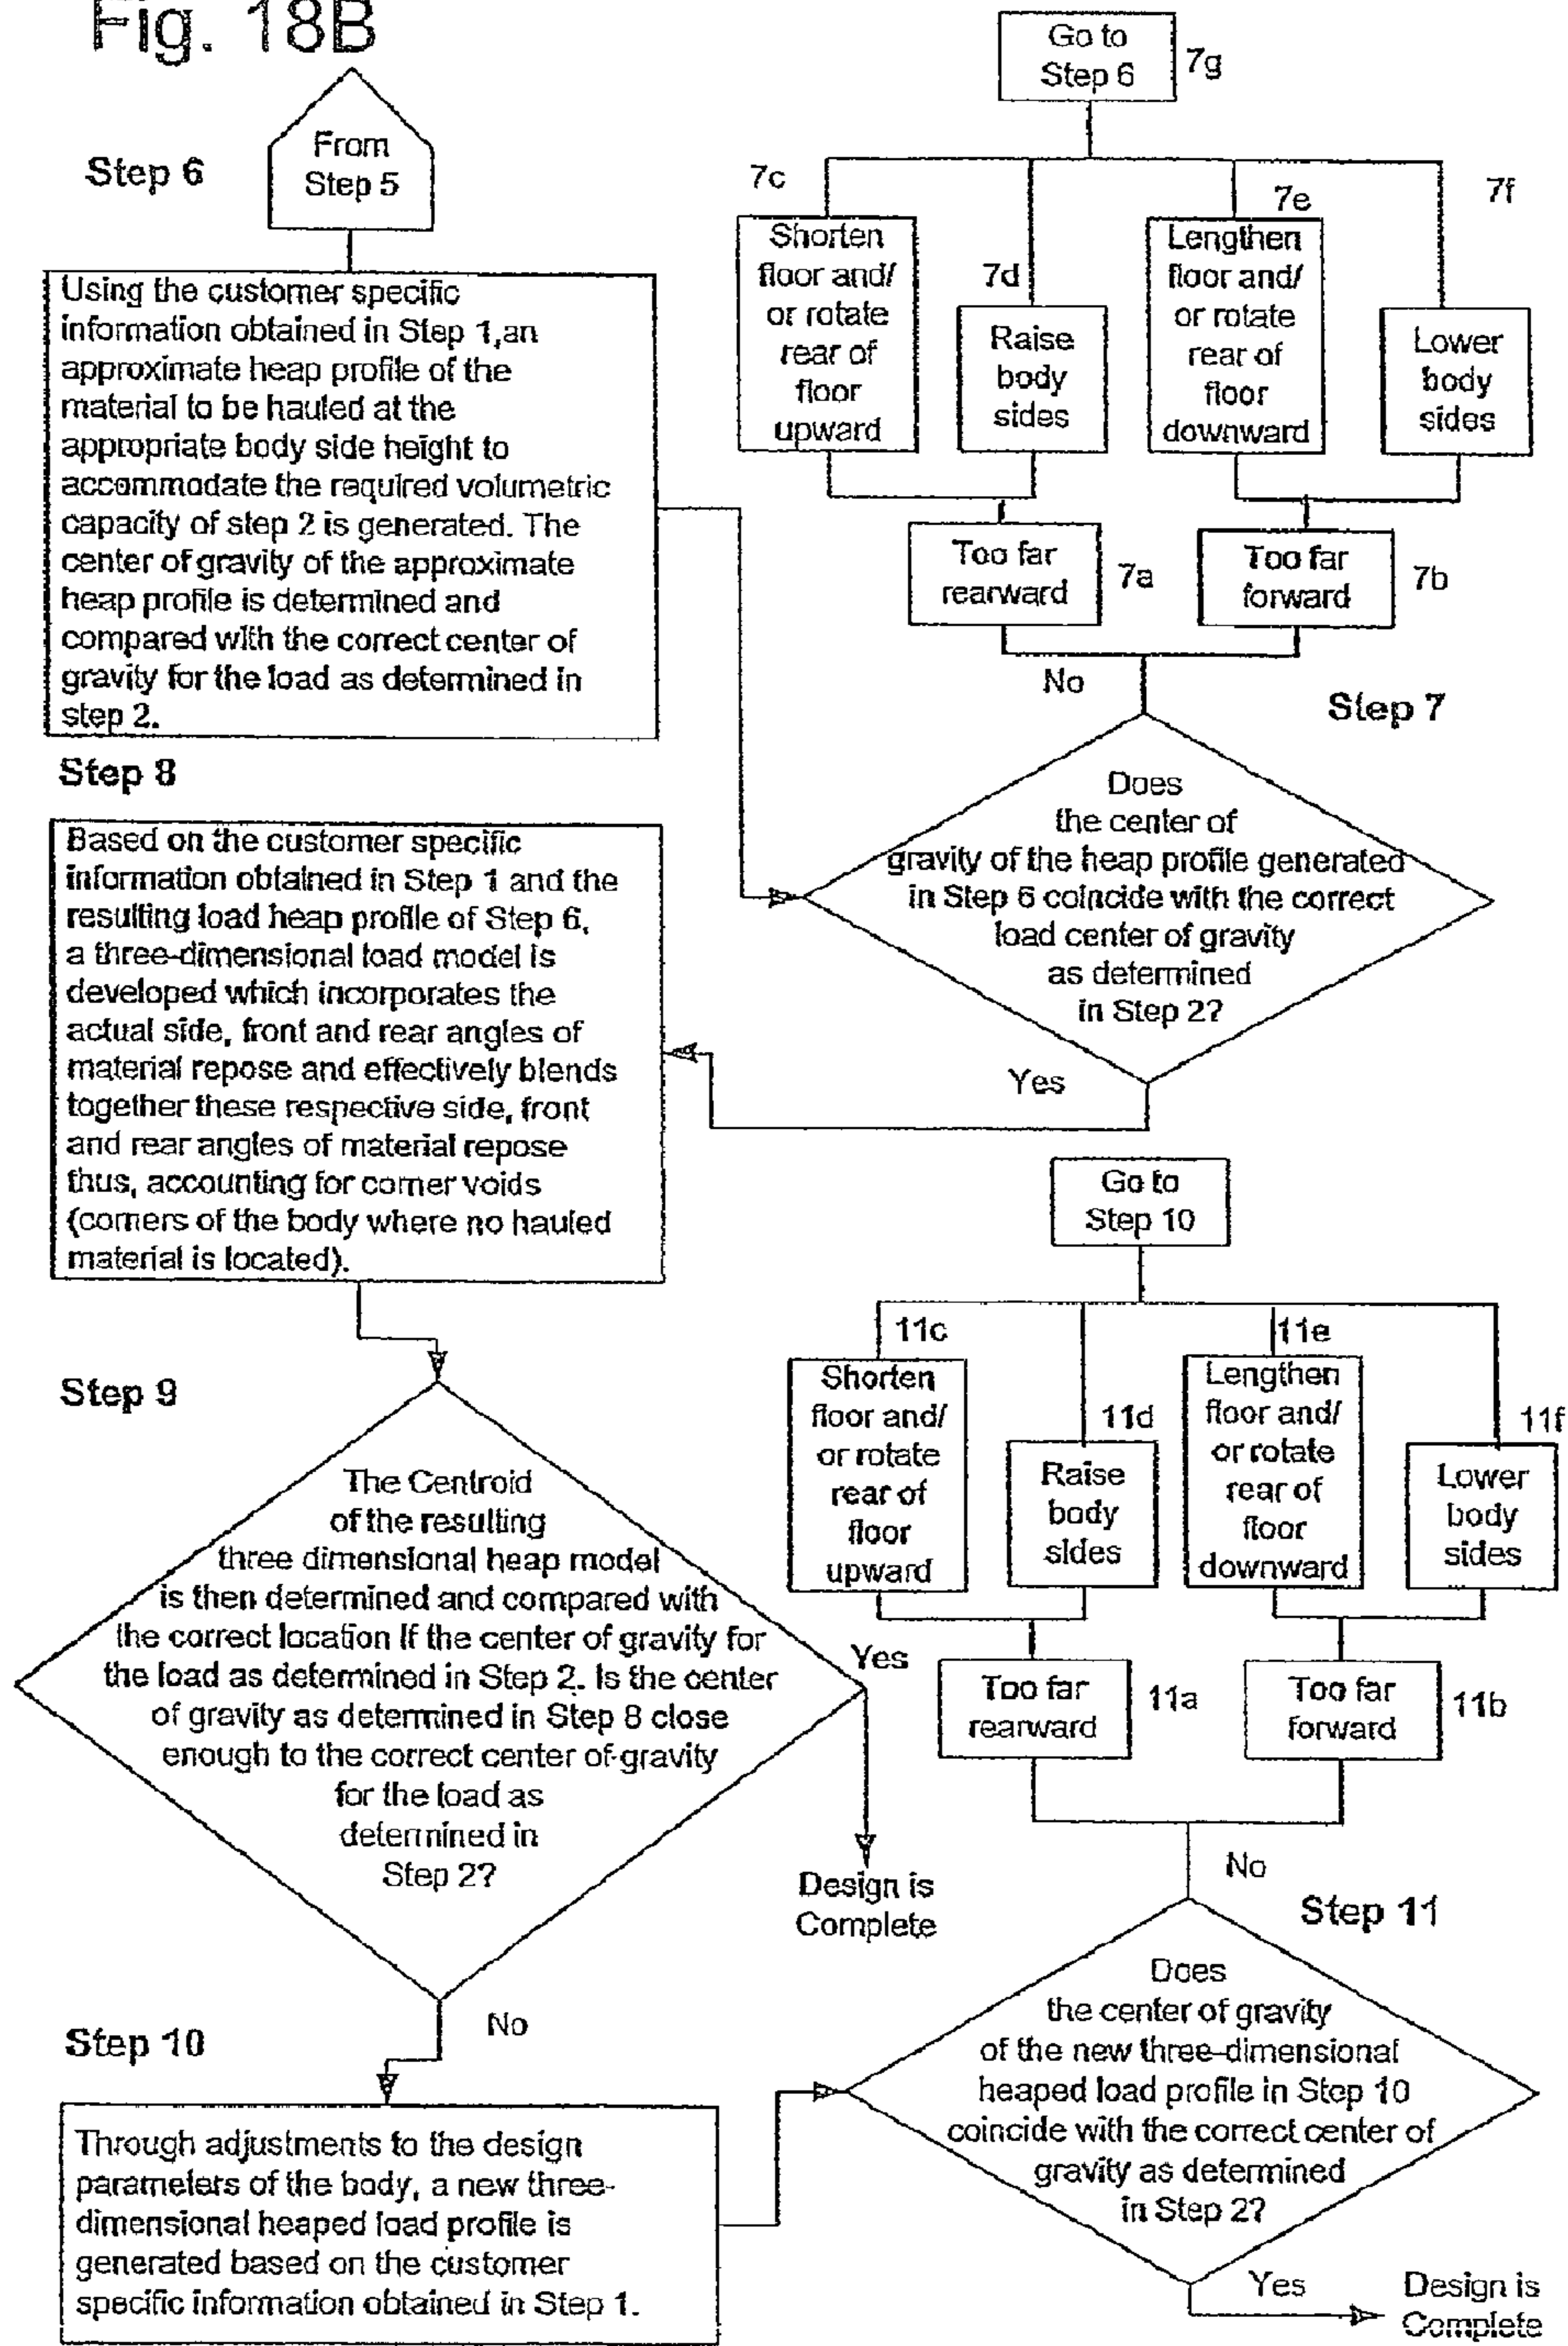 Fig. 18B
Step 6
From
Step 5
Using the customer specific
information obtained in Step 1,an
approximate heap profile of the
material to be hauled at the
appropriate body side height to
accommodate the required volumetric
capacity of step 2 is generated. The
center of gravity of the approximate
heap profile is determined and
compared with the correct center of
gravity for the load as determined in
step 2.
Go to
Step 6
7g
7c
Shorten
floor and/
or rotate
rear of
floor
upward
7d
Raise
body
sides
7e
Lengthen
floor and/
or rotate
rear of
floor
downward
7f
Lower
body
sides
Too far
rearward
7a
Too far
forward
7b
No
Step 7
Does
the center of
gravity of the heap profile generated
in Step 6 coincide with the correct
load center of gravity
as determined
in Step 2?
Yes
Step 8
Based on the customer specific
information obtained in Step 1 and the
resulting load heap profile of Step 6,
a three-dimensional load model is
developed which incorporates the
actual side, front and rear angles of
material repose and effectively blends
together these respective side, front
and rear angles of material repose
thus, accounting for corner voids
(corners of the body where no hauled
material is located).
Step 9
The Centroid
of the resulting
three dimensional heap model
is then determined and compared with
the correct location if the center of gravity for
the load as determined in Step 2. Is the center
of gravity as determined in Step 8 close
enough to the correct center of-gravity
for the load as
determined in
Step 2?
Yes
Design is
Complete
No
Step 10
Through adjustments to the design
parameters of the body, a new three-
dimensional heaped load profile is
generated based on the customer
specific information obtained in Step 1.
Go to
Step 10
11c
Shorten
floor and/
or rotate
rear of
floor
upward
11d
Raise
body
sides
11e
Lengthen
floor and/
or rotate
rear of
floor
downward
11f
Lower
body
sides
Too far
rearward
11a
Too far
forward
11b
No
Step 11
Does
the center of gravity
of the new three-dimensional
heaped load profile in Step 10
coincide with the correct center of
gravity as determined
in Step 2?
Yes
Design is
Complete